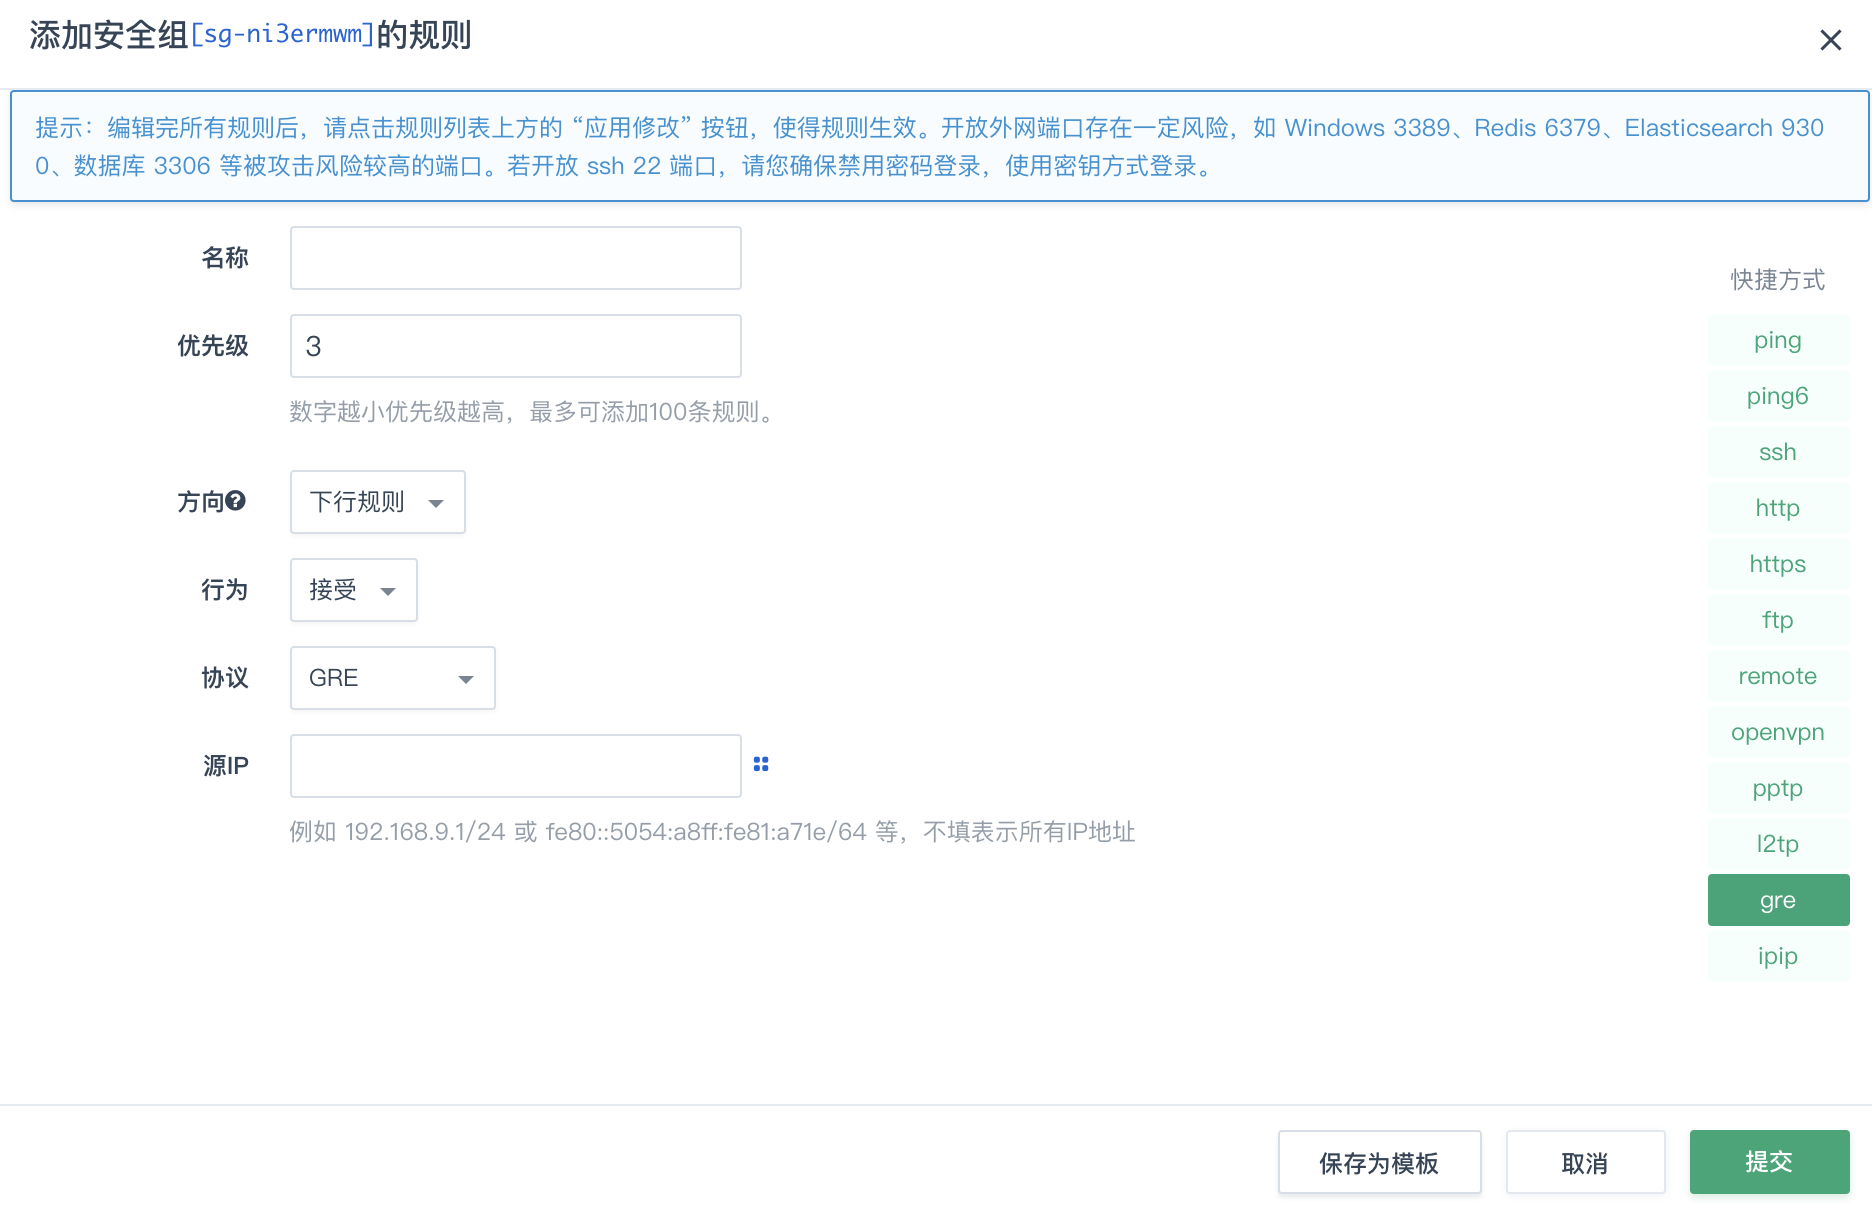 添加安全组[sg-ni3ermwm]的规则
提示：编辑完所有规则后，请点击规则列表上方的 “应用修改” 按钮，使得规则生效。开放外网端口存在一定风险，如 Windows 3389、Redis 6379、Elasticsearch 930
0、数据库 3306 等被攻击风险较高的端口。若开放 ssh 22 端口，请您确保禁用密码登录，使用密钥方式登录。
名称
优先级
3
数字越小优先级越高，最多可添加100条规则。
方向
下行规则
行为
接受
协议
GRE
源IP
例如 192.168.9.1/24 或 fe80::5054:a8ff:fe81:a71e/64 等，不填表示所有IP地址
快捷方式
ping
ping6
ssh
http
https
ftp
remote
openvpn
pptp
l2tp
gre
ipip
保存为模板
取消
提交